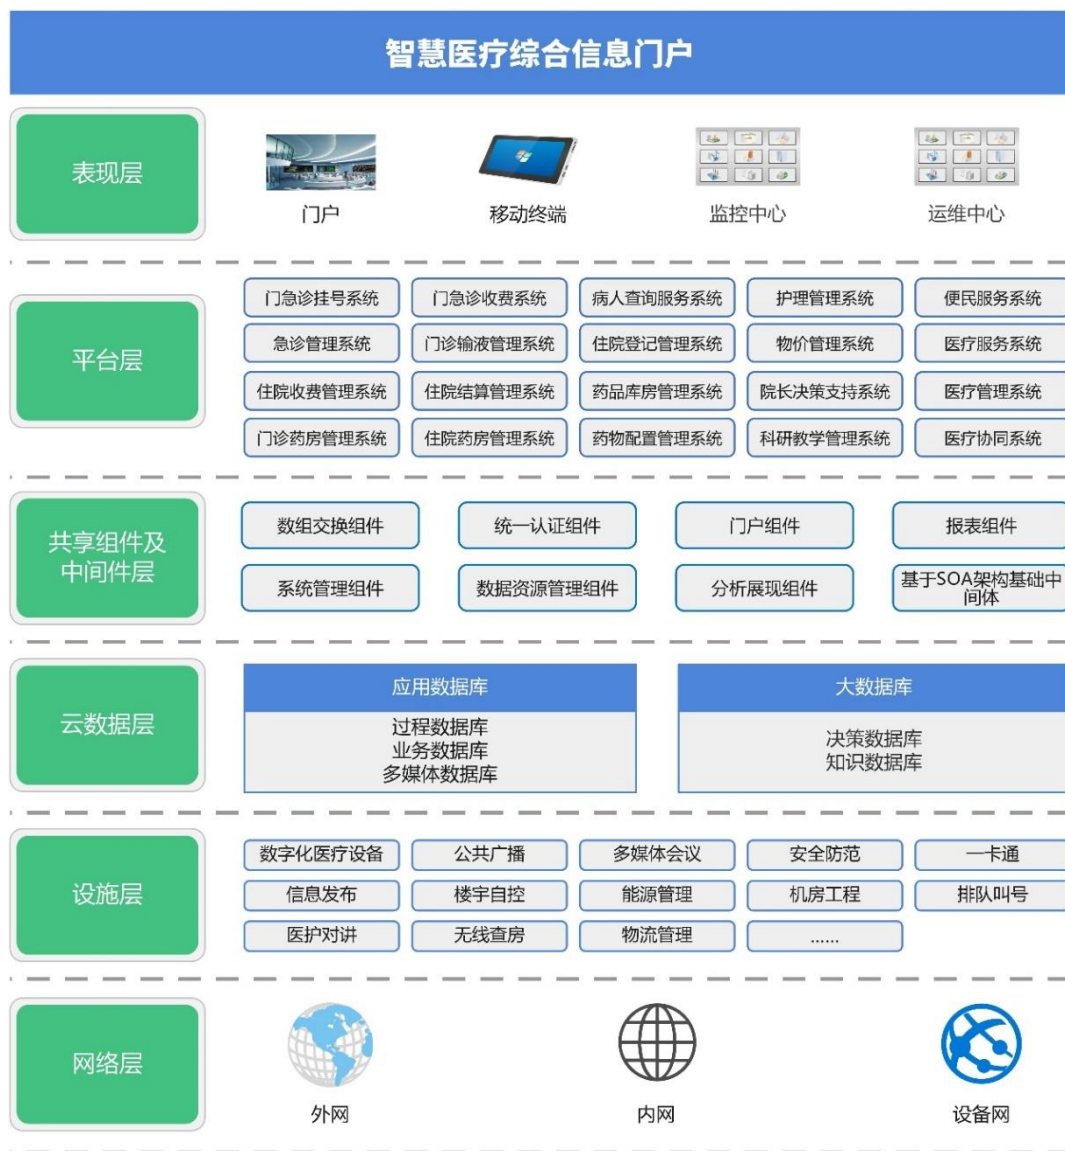 智慧医疗综合信息门户
表现层
门户
移动终端
监控中心
运维中心
平台层
门急诊挂号系统
门急诊收费系统
病人查询服务系统
护理管理系统
便民服务系统
急诊管理系统
门诊输液管理系统
住院登记管理系统
物价管理系统
医疗服务系统
住院收费管理系统
住院结算管理系统
药品库房管理系统
院长决策支持系统
医疗管理系统
门诊药房管理系统
住院药房管理系统
药物配置管理系统
科研教学管理系统
医疗协同系统
共享组件及
中间件层
数组交换组件
统一认证组件
门户组件
报表组件
系统管理组件
数据资源管理组件
分析展现组件
基于SOA架构基础中
间体
云数据层
应用数据库
过程数据库
业务数据库
多媒体数据库
大数据库
决策数据库
知识数据库
设施层
数字化医疗设备
公共广播
多媒体会议
安全防范
一卡通
信息发布
楼宇自控
能源管理
机房工程
排队叫号
医护对讲
无线查房
物流管理
......
网络层
外网
内网
设备网